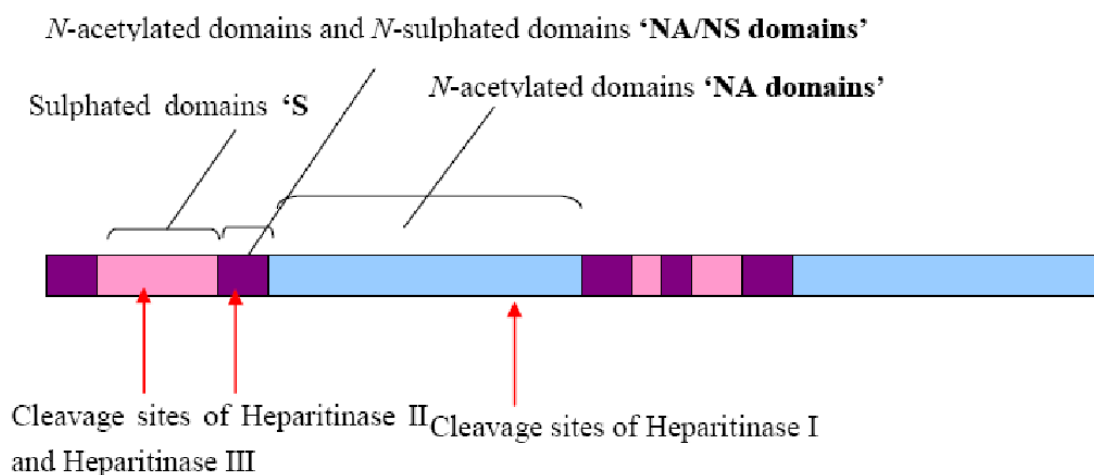 N-acetylated domains and N-sulphated domains ‘NA/NS domains’
N-acetylated domains ‘NA domains’
Sulphated domains ‘S
Cleavage sites of Heparitinase II
and Heparitinase III
Cleavage sites of Heparitinase I